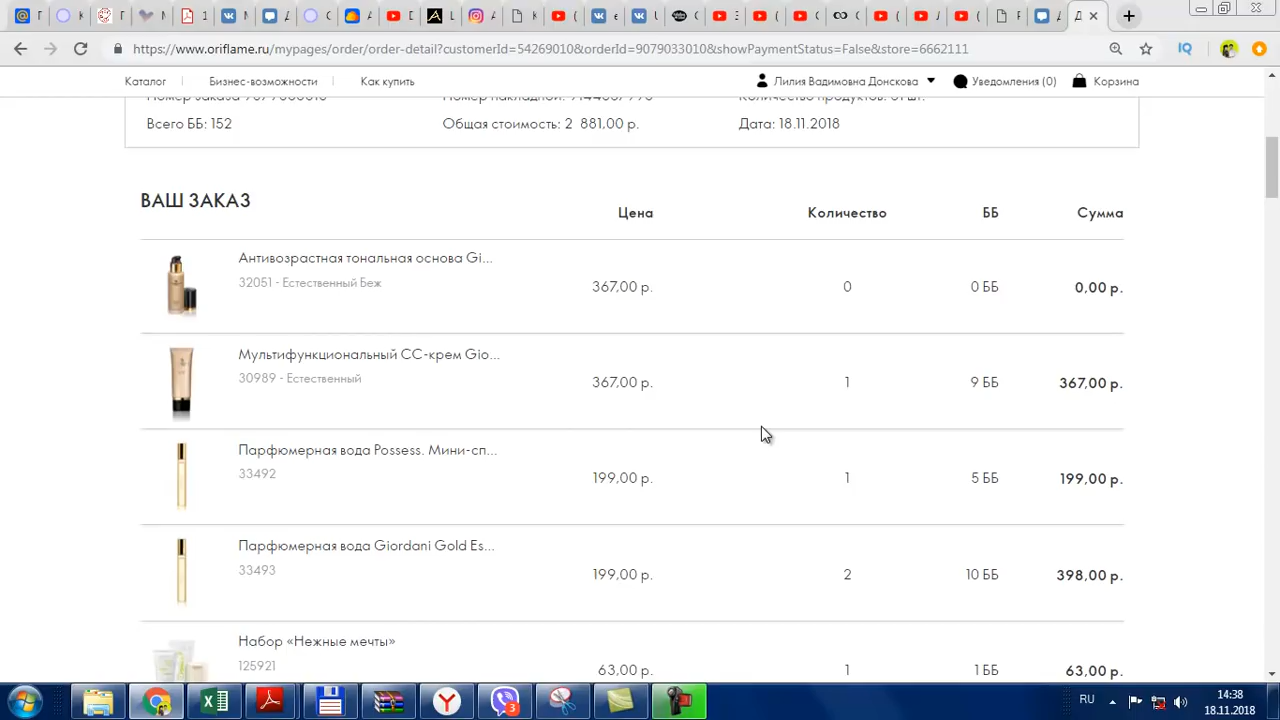 https://www.oriflame.ru/mypages/order/order-detail?customerId=54269010&orderId=9079033010&showPaymentStatus=False&store=6662111
Каталог
Бизнес-возможности
Как купить
Лилия Вадимовна Донскова
Уведомления (0)
Корзина
Всего ББ: 152
Общая стоимость: 2 881,00 р.
Дата: 18.11.2018
ВАШ ЗАКАЗ
Цена
Количество
ББ
Сумма
Антивозрастная тональная основа Gi...
32051 - Естественный Беж
367,00 р.
0
0 ББ
0,00 р.
Мультифункциональный СС-крем Gio...
30989 - Естественный
367,00 р.
1
9 ББ
367,00 р.
Парфюмерная вода Possess. Мини-сп...
33492
199,00 р.
1
5 ББ
199,00 р.
Парфюмерная вода Giordani Gold Es...
33493
199,00 р.
2
10 ББ
398,00 р.
Набор «Нежные мечты»
125921
63,00 р.
1
1 ББ
63,00 р.
3
RU
14:38
18.11.2018